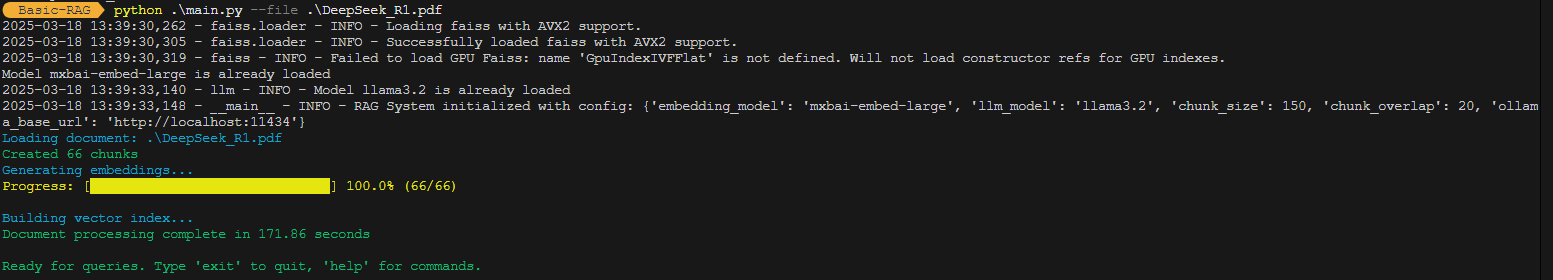 Basic-RAG python .\main.py --file .\DeepSeek_R1.pdf
2025-03-18 13:39:30,262 - faiss.loader - INFO - Loading faiss with AVX2 support.
2025-03-18 13:39:30,305 - faiss.loader - INFO - Successfully loaded faiss with AVX2 support.
2025-03-18 13:39:30,319 - faiss - INFO - Failed to load GPU Faiss: name 'GpuIndexIVFFlat' is not defined. Will not load constructor refs for GPU indexes.
Model mxbai-embed-large is already loaded
2025-03-18 13:39:33,140 - llm - INFO - Model llama3.2 is already loaded
2025-03-18 13:39:33,148 - __main__ - INFO - RAG System initialized with config: {'embedding_model': 'mxbai-embed-large', 'llm_model': 'llama3.2', 'chunk_size': 150, 'chunk_overlap': 20, 'ollam
a_base_url': 'http://localhost:11434'}
Loading document: .\DeepSeek_R1.pdf
Created 66 chunks
Generating embeddings...
Progress: [] 100.0% (66/66)
Building vector index...
Document processing complete in 171.86 seconds
Ready for queries. Type 'exit' to quit, 'help' for commands.